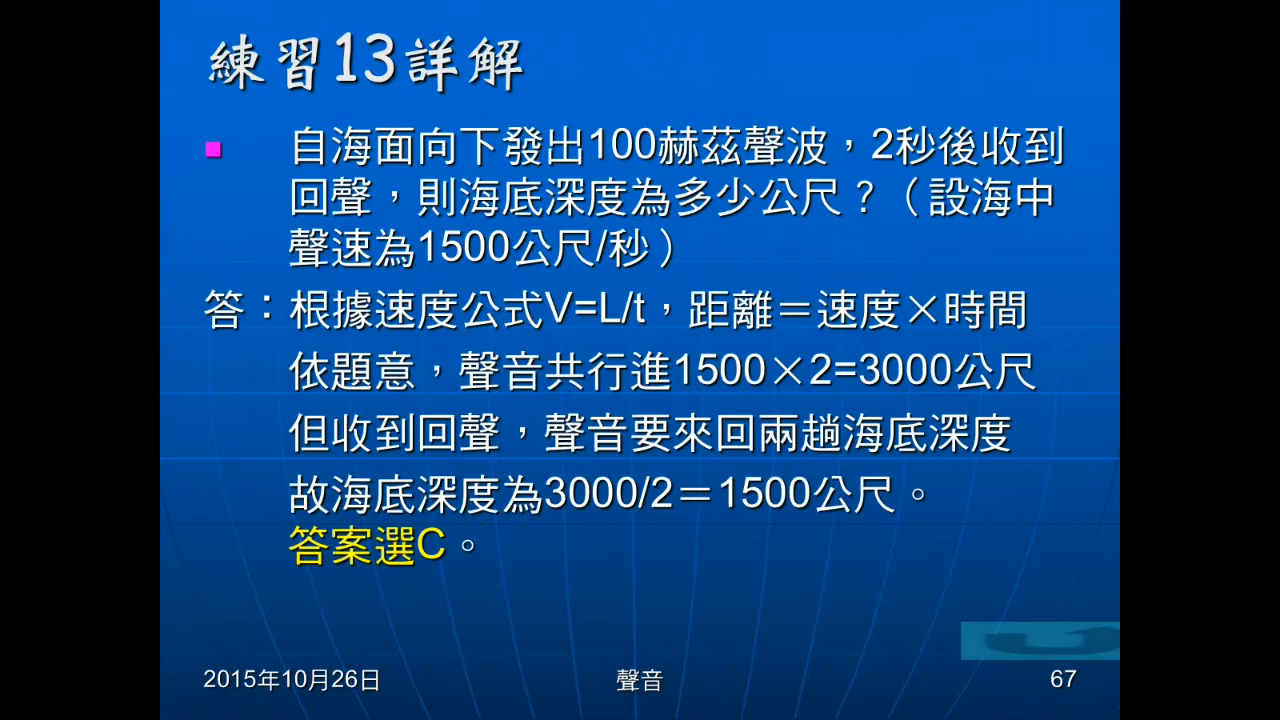 練習13詳解
自海面向下發出100赫茲聲波，2秒後收到
回聲，則海底深度為多少公尺？（設海中
聲速為1500公尺/秒）
答：根據速度公式V=L/t，距離＝速度×時間
依題意，聲音共行進1500×2=3000公尺
但收到回聲，聲音要來回兩趟海底深度
故海底深度為3000/2＝1500公尺。
答案選C。
2015年10月26日
聲音
67